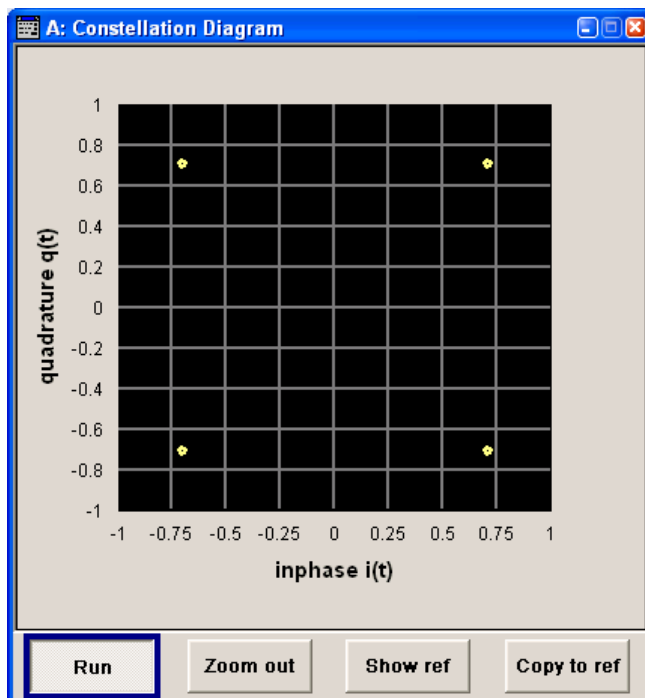 A: Constellation Diagram
1
0.8
0.6
0.4
0.2
0
-0.2
-0.4
-0.6
-0.8
-1
quadrature q(t)
-1 -0.75 -0.5 -0.25 0 0.25 0.5 0.75 1
inphase i(t)
Run Zoom out Show ref Copy to ref